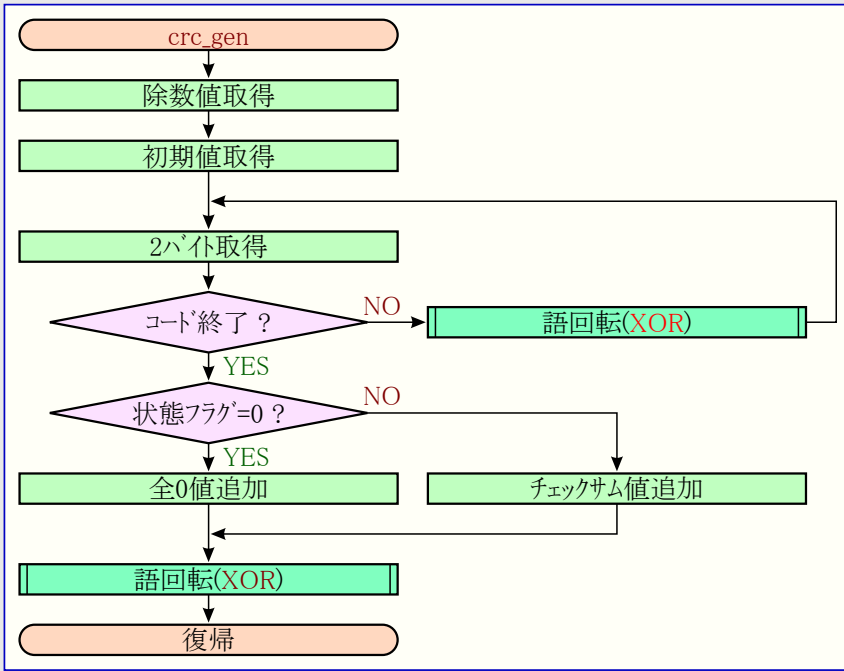 crc_gen
除数値取得
初期値取得
2バイト取得
コード終了 ?
NO
語回転(XOR)
YES
状態フラグ=0 ?
NO
YES
全0値追加
チェックサム値追加
語回転(XOR)
復帰